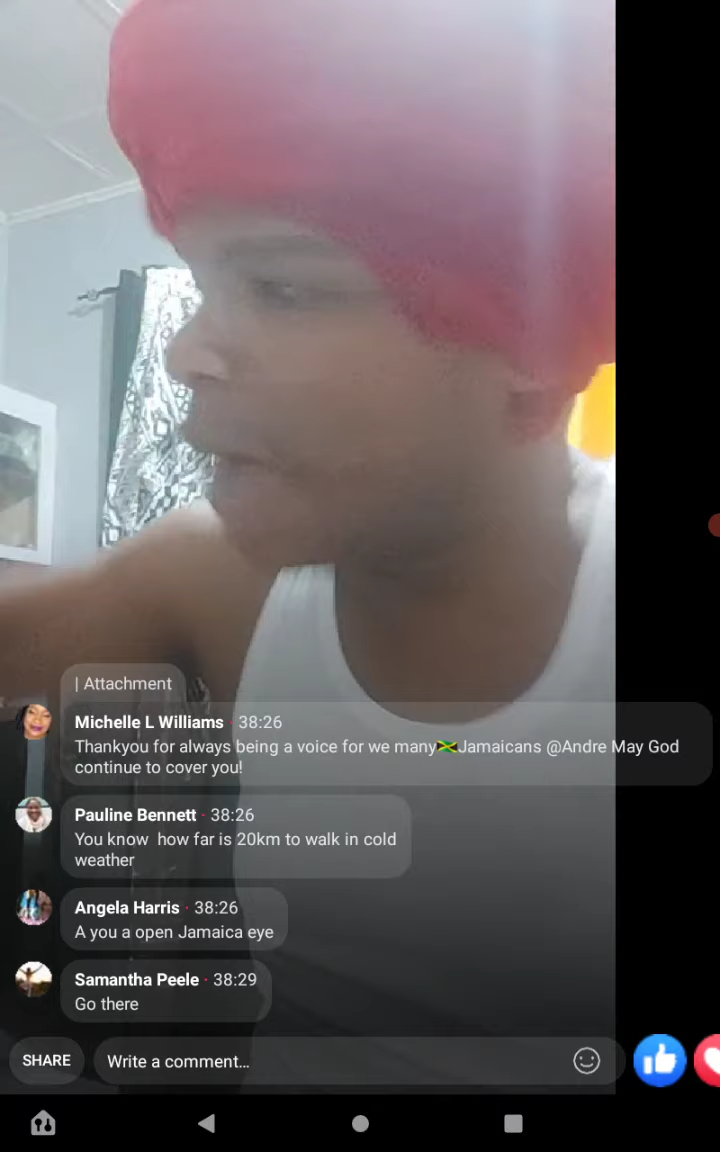 | Attachment
Michelle L Williams · 38:26
Thankyou for always being a voice for we many🇯🇲Jamaicans @Andre May God
continue to cover you!
Pauline Bennett · 38:26
You know how far is 20km to walk in cold
weather
Angela Harris · 38:26
A you a open Jamaica eye
Samantha Peele · 38:29
Go there
SHARE
Write a comment...